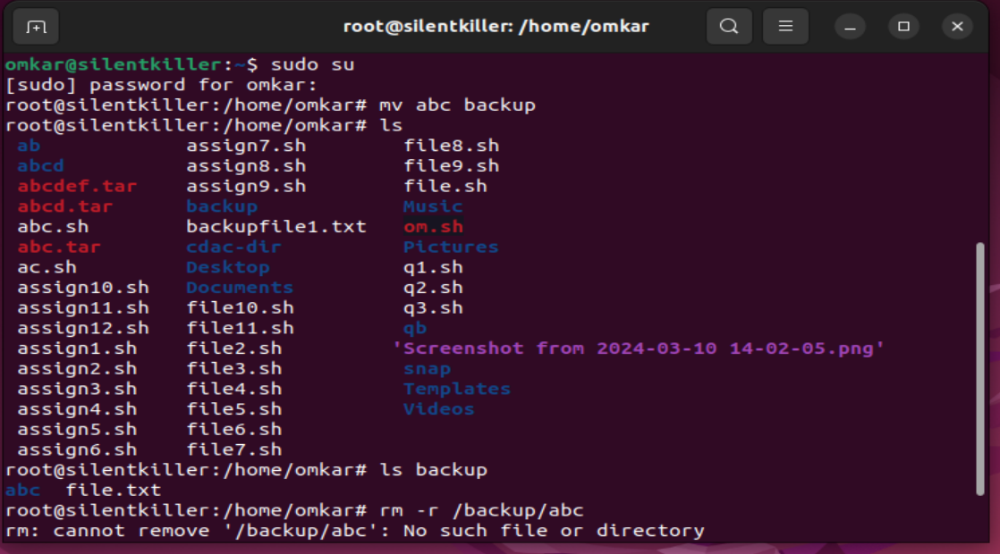 root@silentkiller: /home/omkar
omkar@silentkiller:~$ sudo su
[sudo] password for omkar:
root@silentkiller:/home/omkar# mv abc backup
root@silentkiller:/home/omkar# ls
ab assign7.sh file8.sh
abcd assign8.sh file9.sh
abcdef.tar assign9.sh file.sh
abcd.tar backup Music
abc.sh backupfile1.txt om.sh
abc.tar cdac-dir Pictures
ac.sh Desktop q1.sh
assign10.sh Documents q2.sh
assign11.sh file10.sh q3.sh
assign12.sh file11.sh qb
assign1.sh file2.sh 'Screenshot from 2024-03-10 14-02-05.png'
assign2.sh file3.sh snap
assign3.sh file4.sh Templates
assign4.sh file5.sh Videos
assign5.sh file6.sh
assign6.sh file7.sh
root@silentkiller:/home/omkar# ls backup
abc file.txt
root@silentkiller:/home/omkar# rm -r /backup/abc
rm: cannot remove '/backup/abc': No such file or directory